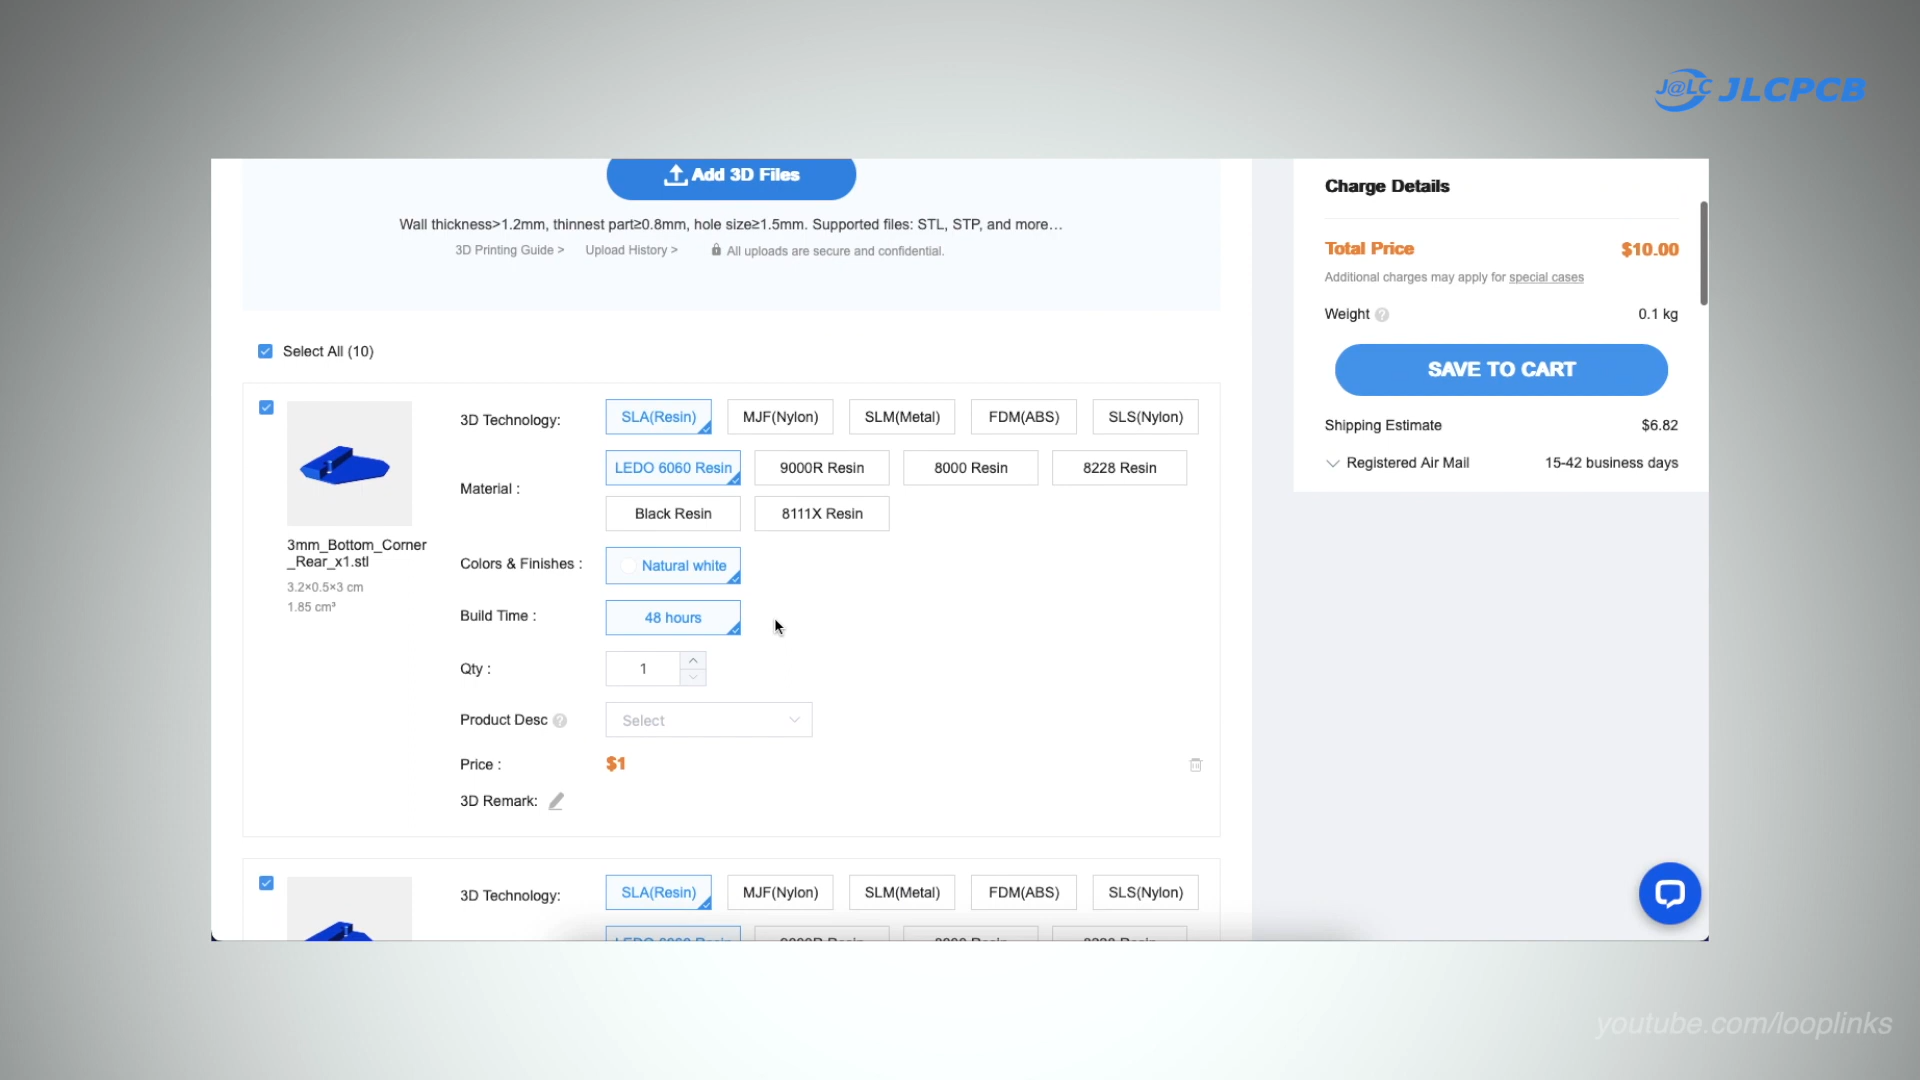 J@LC JLCPCB
Add 3D Files
Wall thickness>1.2mm, thinnest part≥0.8mm, hole size≥1.5mm. Supported files: STL, STP, and more…
3D Printing Guide >
Upload History >
All uploads are secure and confidential.
Select All (10)
3D Technology:
SLA(Resin)
MJF(Nylon)
SLM(Metal)
FDM(ABS)
SLS(Nylon)
Material :
LEDO 6060 Resin
9000R Resin
8000 Resin
8228 Resin
Black Resin
8111X Resin
3mm_Bottom_Corner
_Rear_x1.stl
3.2×0.5×3 cm
1.85 cm³
Colors & Finishes :
Natural white
Build Time :
48 hours
Qty :
1
Product Desc ?
Select
Price :
$1
3D Remark:
3D Technology:
SLA(Resin)
MJF(Nylon)
SLM(Metal)
FDM(ABS)
SLS(Nylon)
Charge Details
Total Price
$10.00
Additional charges may apply for special cases
Weight ?
0.1 kg
SAVE TO CART
Shipping Estimate
$6.82
Registered Air Mail
15-42 business days
youtube.com/looplinks